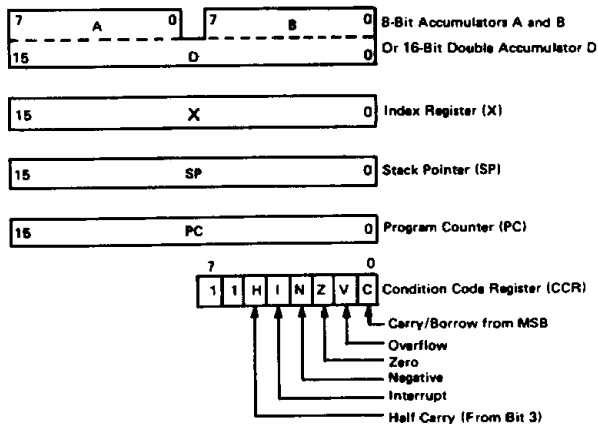 7 A 0 7 B 0 8-Bit Accumulators A and B
15 D 0 Or 16-Bit Double Accumulator D
15 X 0 Index Register (X)
15 SP 0 Stack Pointer (SP)
15 PC 0 Program Counter (PC)
7 0
1 1 H I N Z V C Condition Code Register (CCR)
Carry/Borrow from MSB
Overflow
Zero
Negative
Interrupt
Half Carry (From Bit 3)